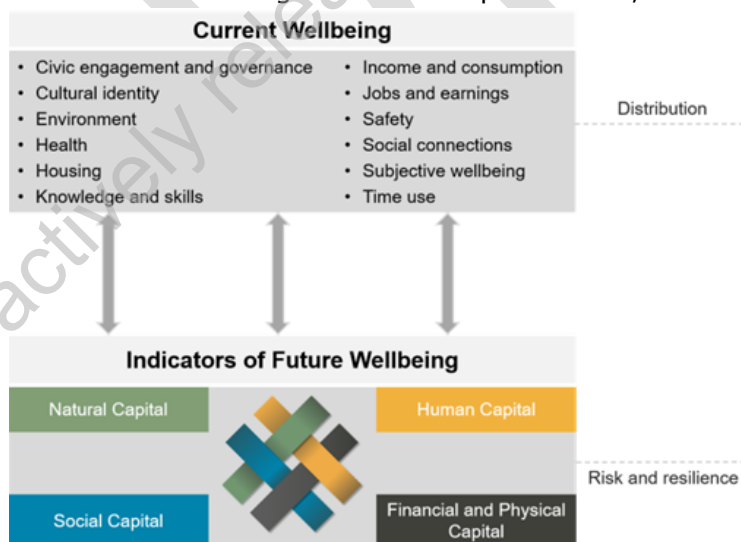 Current Wellbeing
• Civic engagement and governance
• Cultural identity
• Environment
• Health
• Housing
• Knowledge and skills
• Income and consumption
• Jobs and earnings
• Safety
• Social connections
• Subjective wellbeing
• Time use
Distribution
Indicators of Future Wellbeing
Natural Capital
Human Capital
Risk and resilience
Social Capital
Financial and Physical
Capital